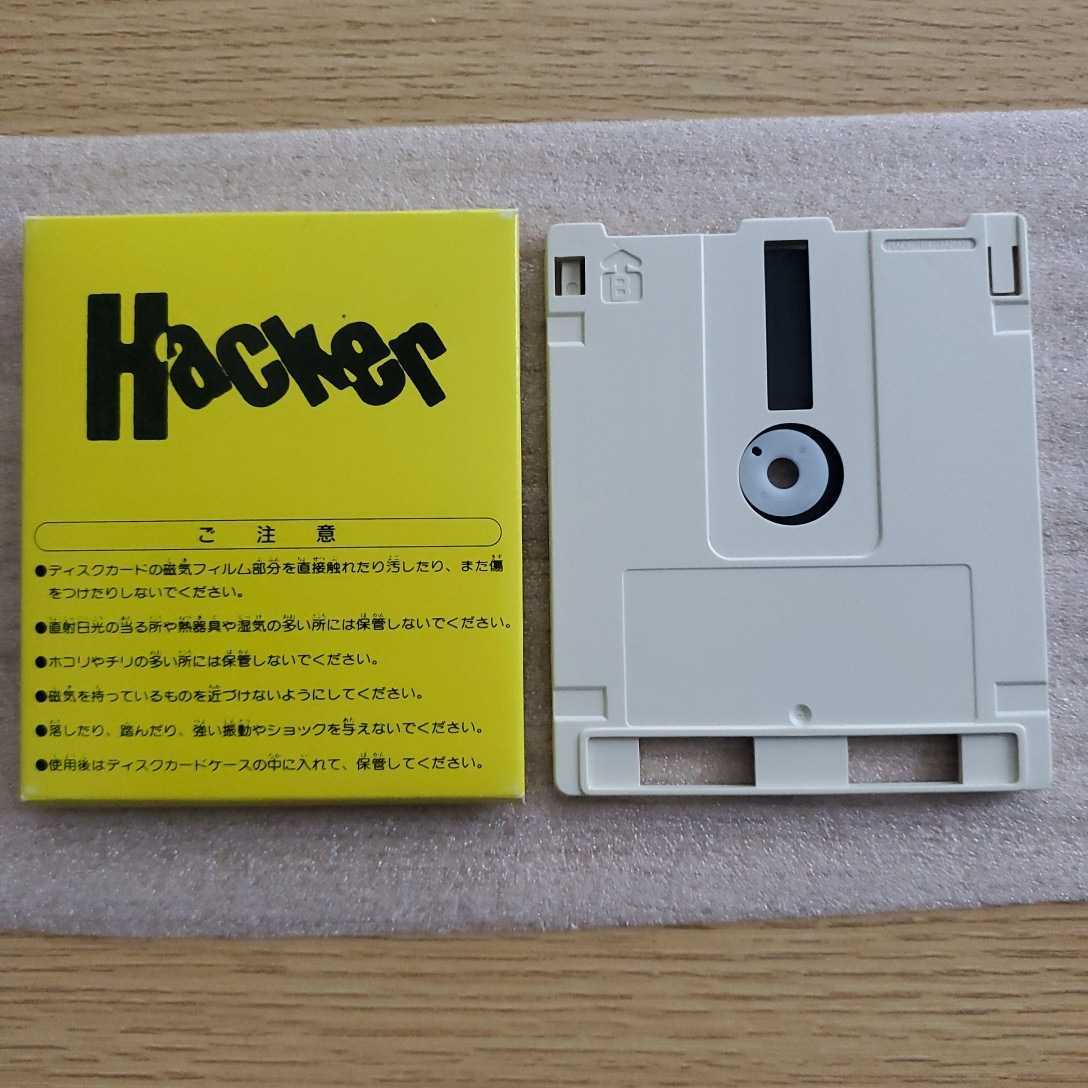 Hacker
ご注意
●ディスクカードの磁気フィルム部分を直接触れたり汚したり、また傷
をつけたりしないでください。
●直射日光の当る所や熱器具や湿気の多い所には保管しないでください。
●ホコリやチリの多い所には保管しないでください。
●磁気を持っているものを近づけないようにしてください。
●落したり、踏んだり、強い振動やショックを与えないでください。
●使用後はディスクカードケースの中に入れて、保管してください。
B